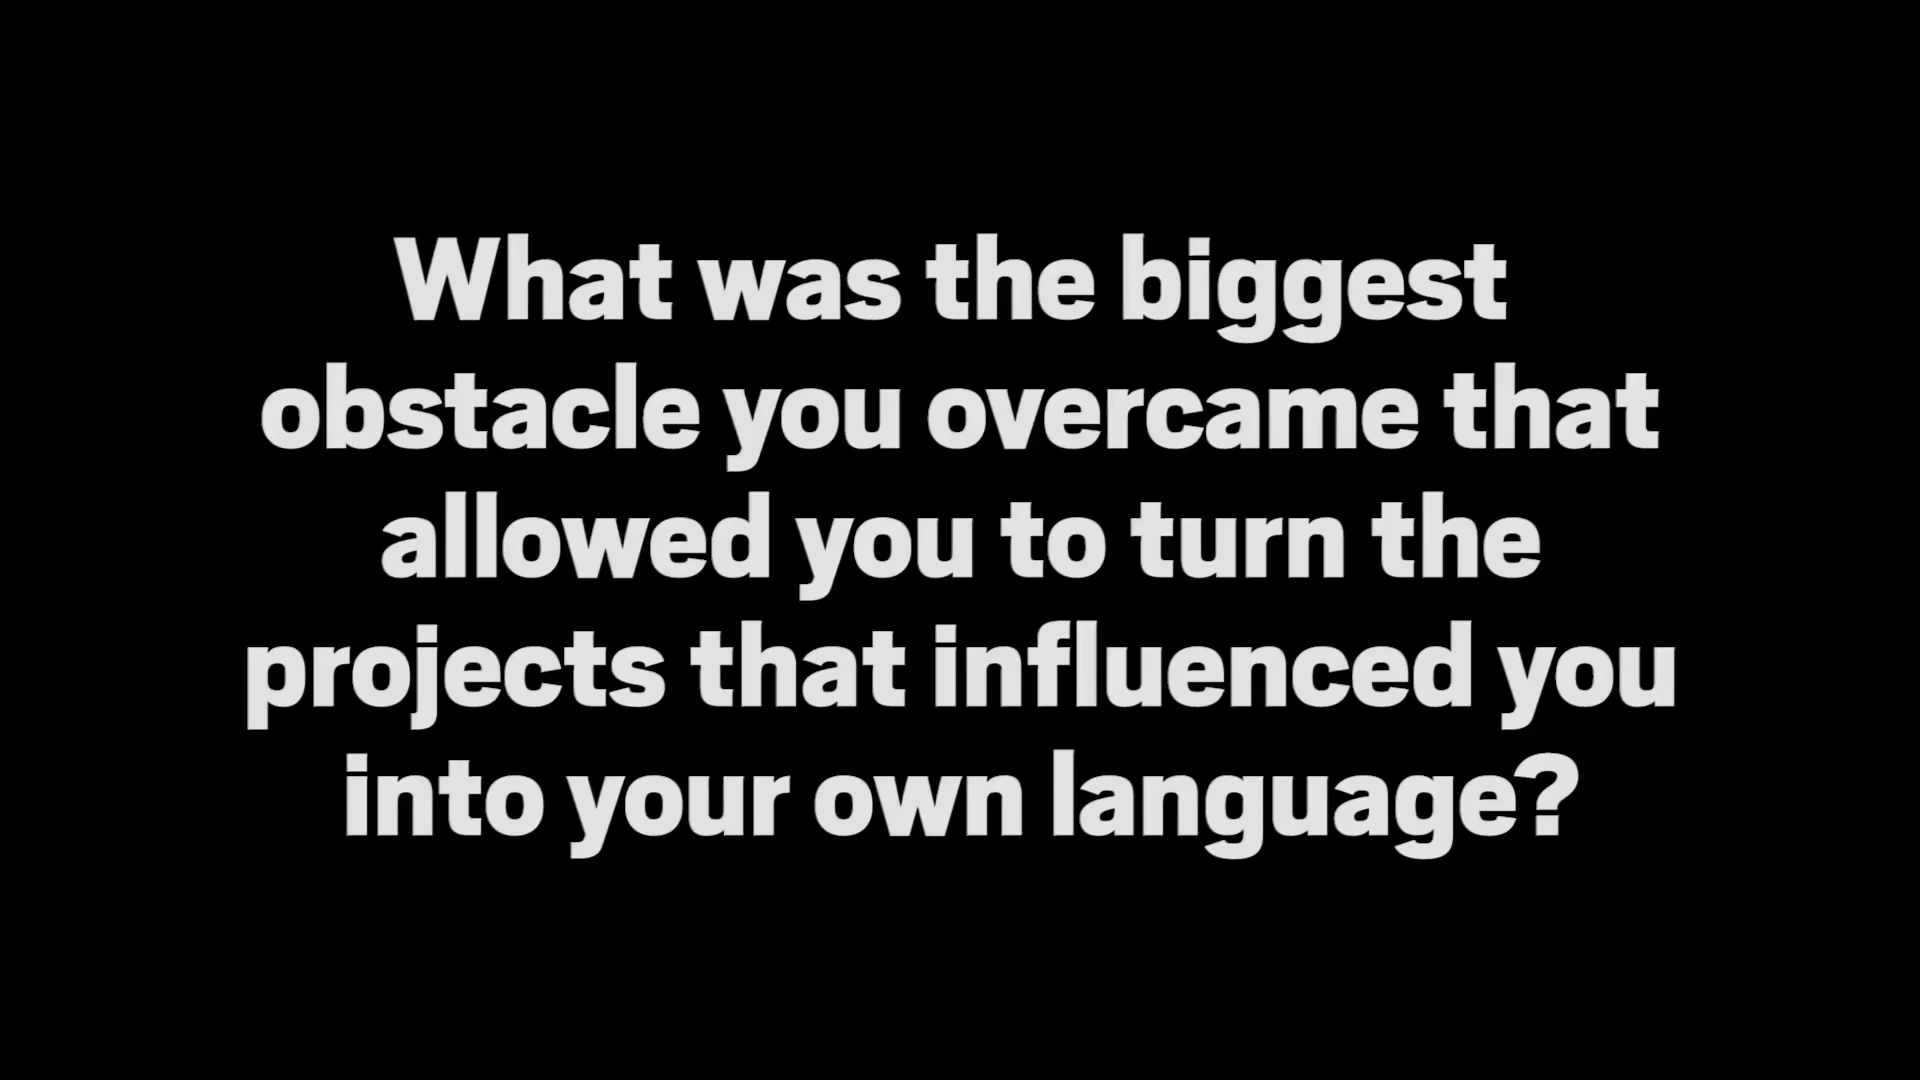 What was the biggest
obstacle you overcame that
allowed you to turn the
projects that influenced you
into your own language?